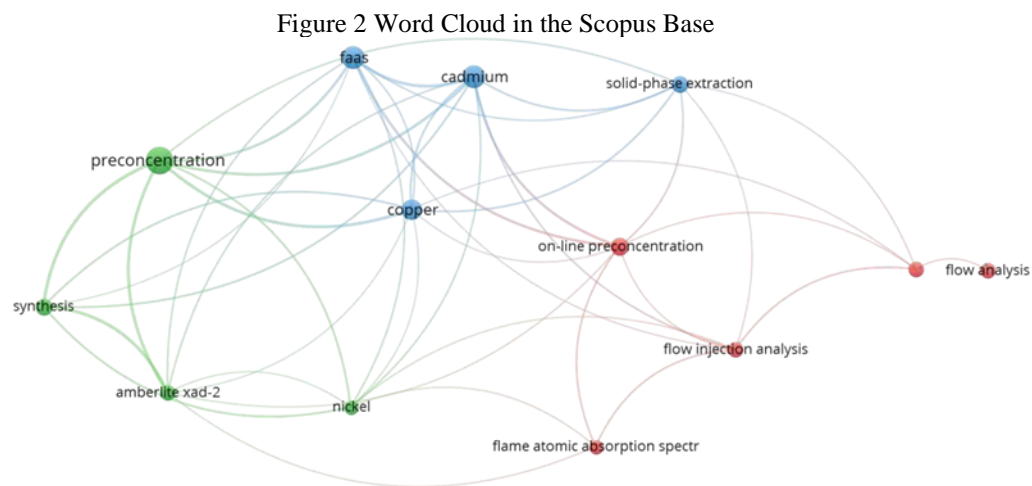 Figure 2 Word Cloud in the Scopus Base
faas
cadmium
solid-phase extraction
preconcentration
copper
on-line preconcentration
flow analysis
synthesis
flow injection analysis
amberlite xad-2
nickel
flame atomic absorption spectr